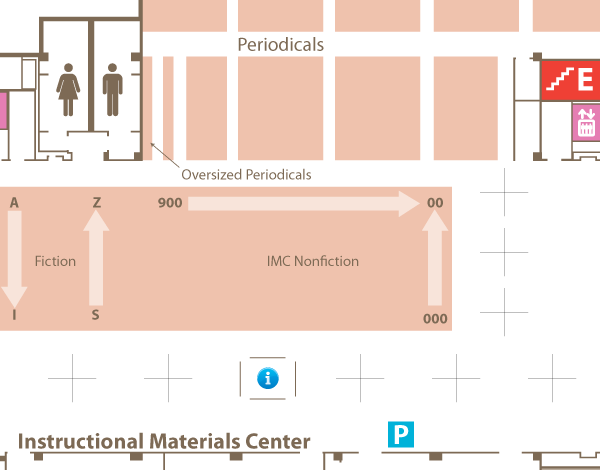 Periodicals
E
Oversized Periodicals
A
Z
900
00
Fiction
IMC Nonfiction
I
S
000
i
Instructional Materials Center
P